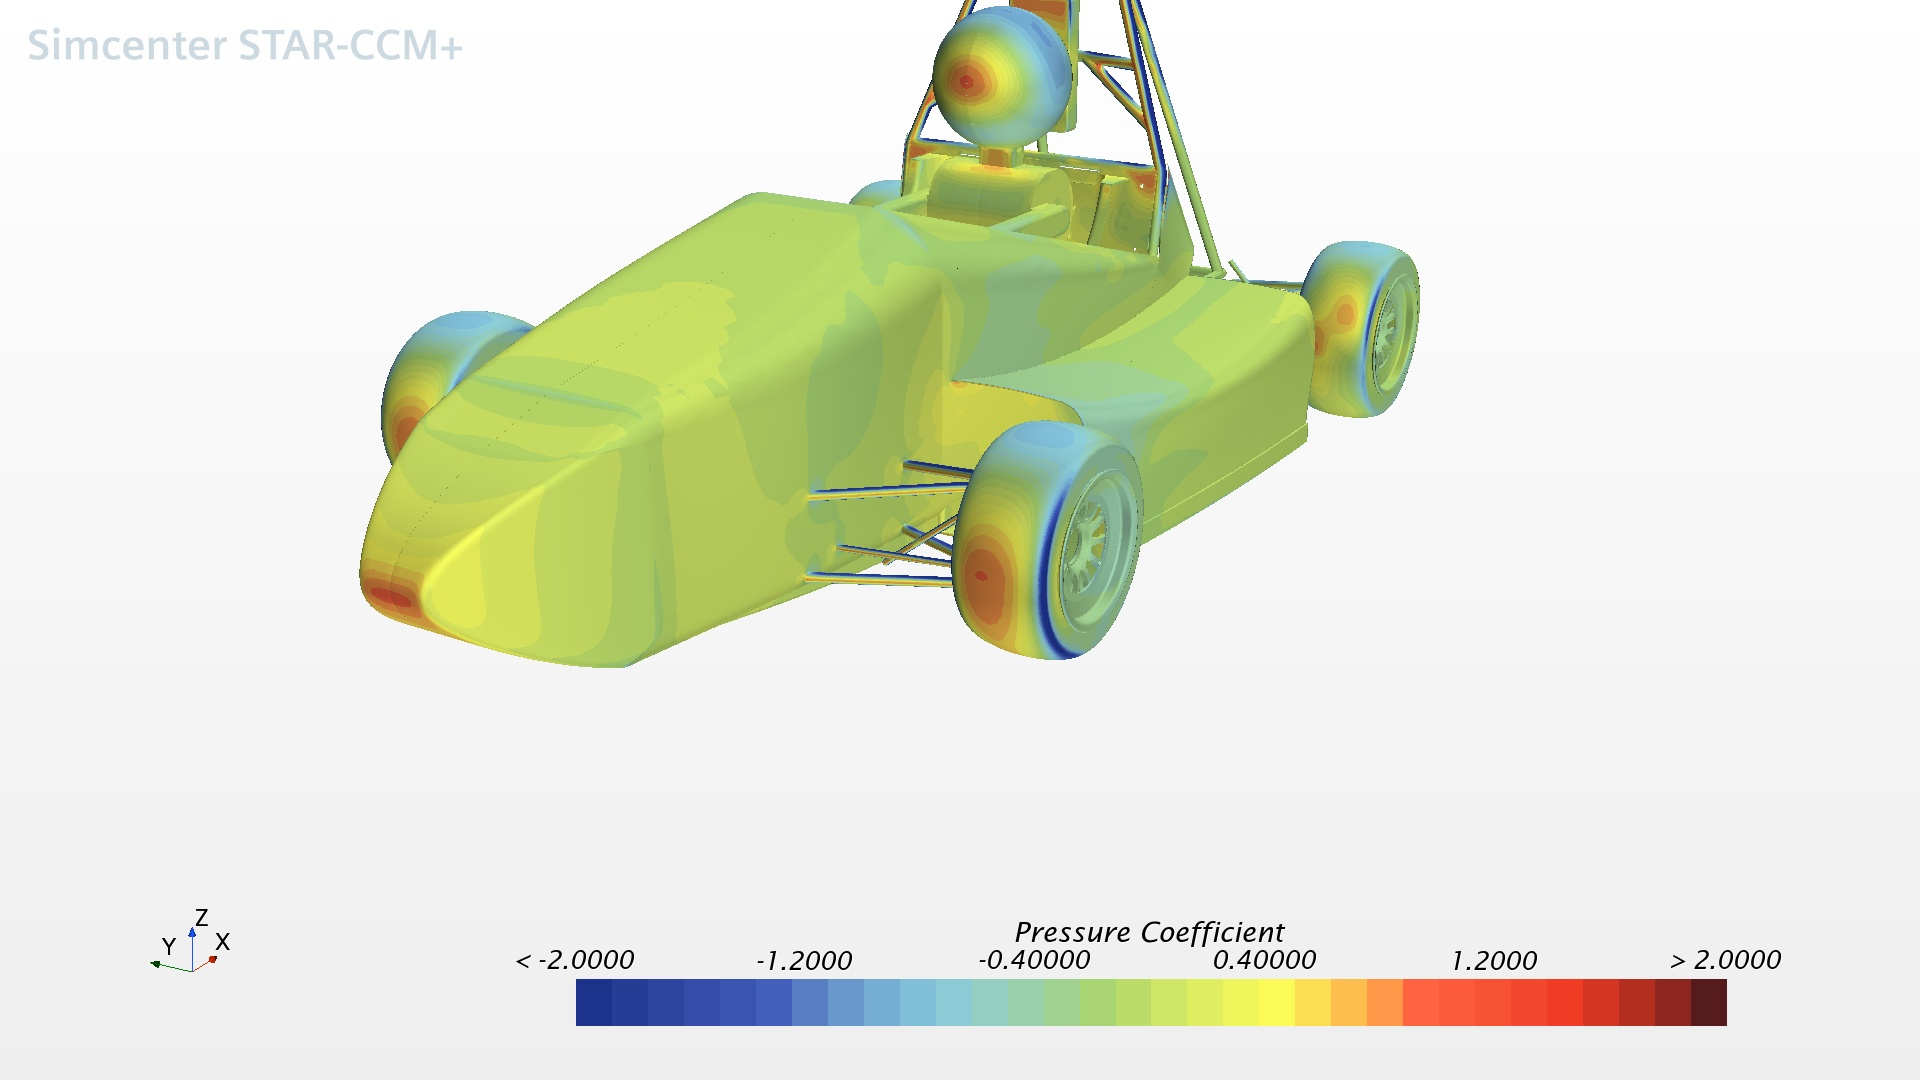 Simcenter STAR-CCM+
Z
Y X
Pressure Coefficient
< -2.0000 -1.2000 -0.40000 0.40000 1.2000 > 2.0000